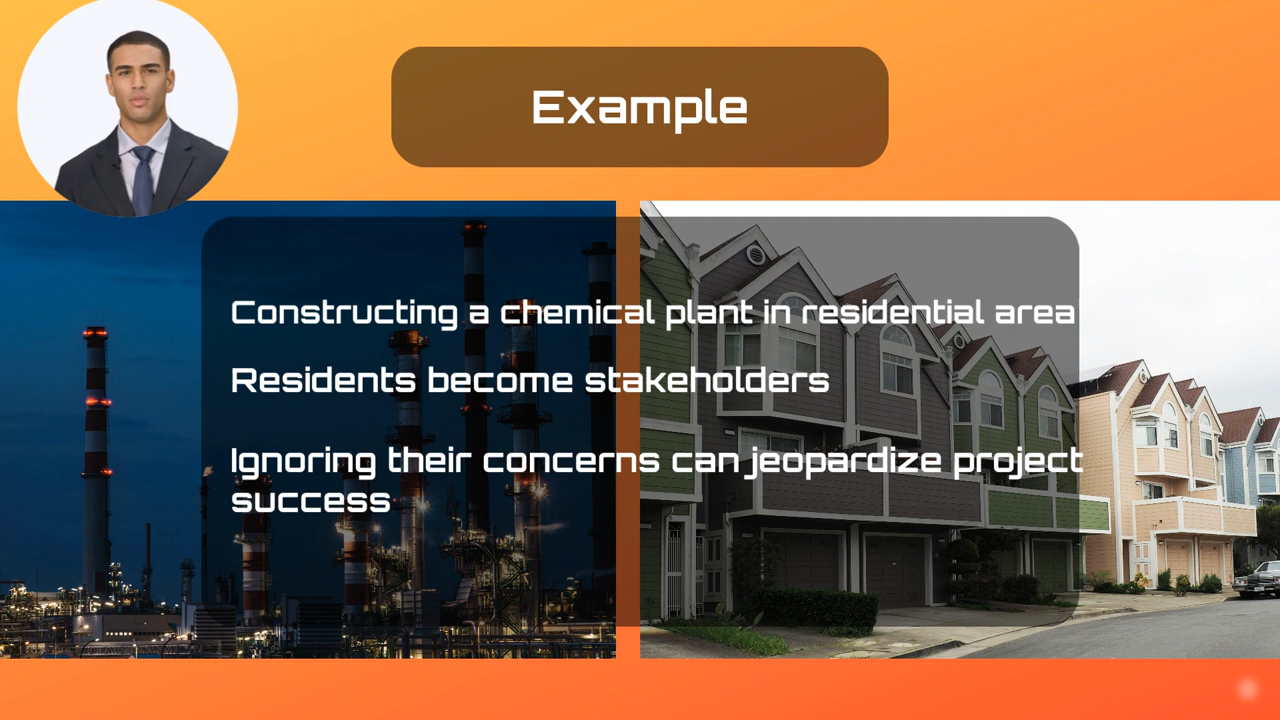 Example
Constructing a chemical plant in residential area
Residents become stakeholders
Ignoring their concerns can jeopardize project
success